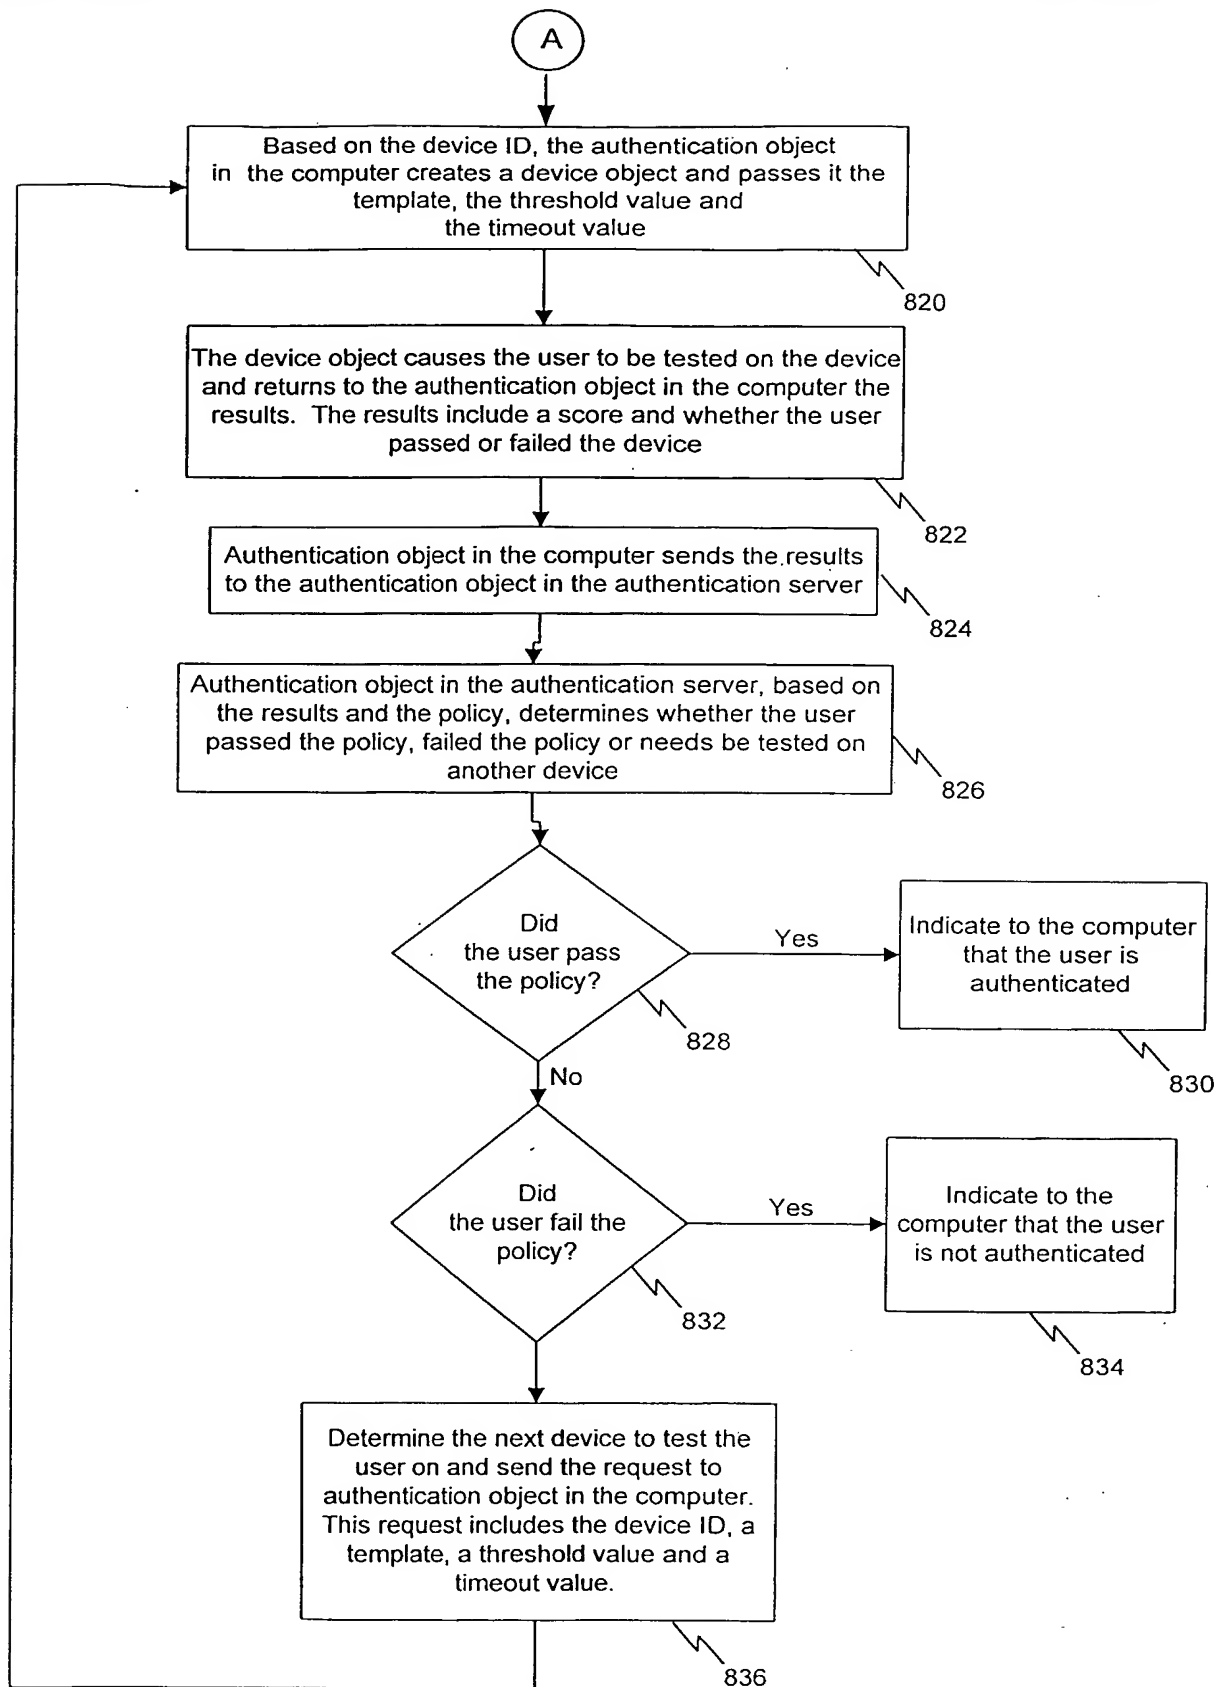 A
Based on the device ID, the authentication object
in the computer creates a device object and passes it the
template, the threshold value and
the timeout value
820
The device object causes the user to be tested on the device
and returns to the authentication object in the computer the
results. The results include a score and whether the user
passed or failed the device
822
Authentication object in the computer sends the results
to the authentication object in the authentication server
824
Authentication object in the authentication server, based on
the results and the policy, determines whether the user
passed the policy, failed the policy or needs be tested on
another device
826
Did
the user pass
the policy?
828
Yes
Indicate to the computer
that the user is
authenticated
830
No
Did
the user fail the
policy?
832
Yes
Indicate to the
computer that the user
is not authenticated
834
Determine the next device to test the
user on and send the request to
authentication object in the computer.
This request includes the device ID, a
template, a threshold value and a
timeout value.
836